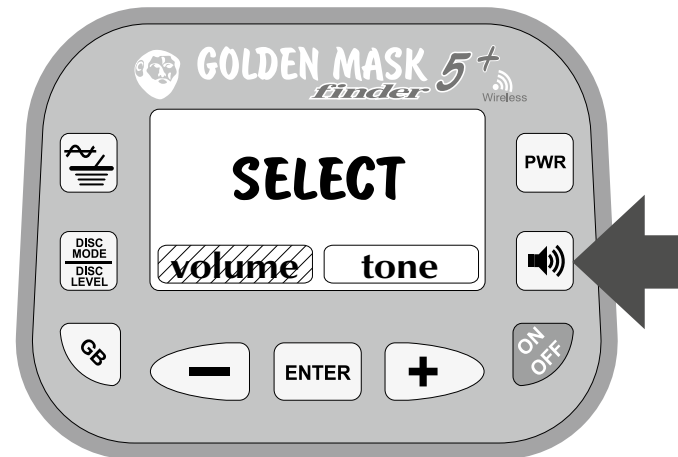 GOLDEN MASK 5+
finder
Wireless
SELECT
volume tone
PWR
DISC
MODE
DISC
LEVEL
GB
ENTER
ON
OFF